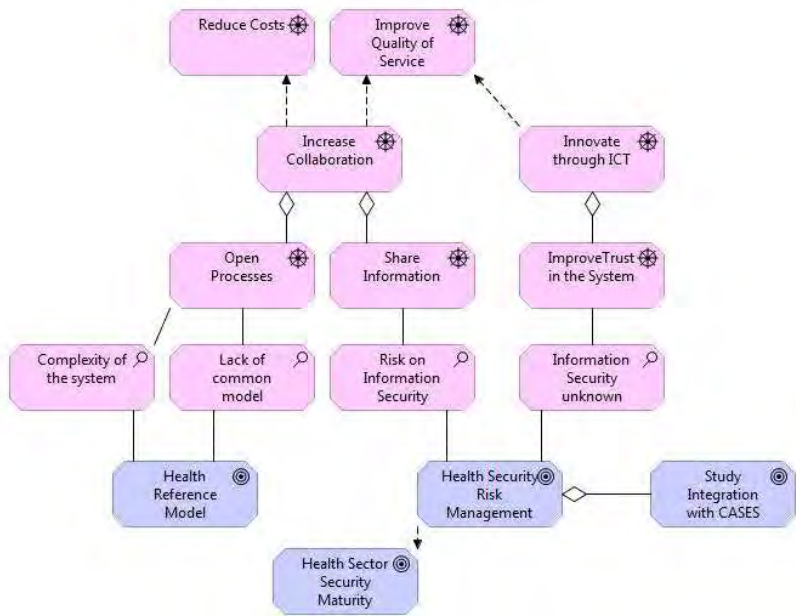 Reduce Costs
Improve
Quality of
Service
Increase
Collaboration
Innovate
through ICT
Open
Processes
Share
Information
ImproveTrust
in the System
Complexity of
the system
Lack of
common
model
Risk on
Information
Security
Information
Security
unknown
Health
Reference
Model
Health Security
Risk
Management
Study
Integration
with CASES
Health Sector
Security
Maturity